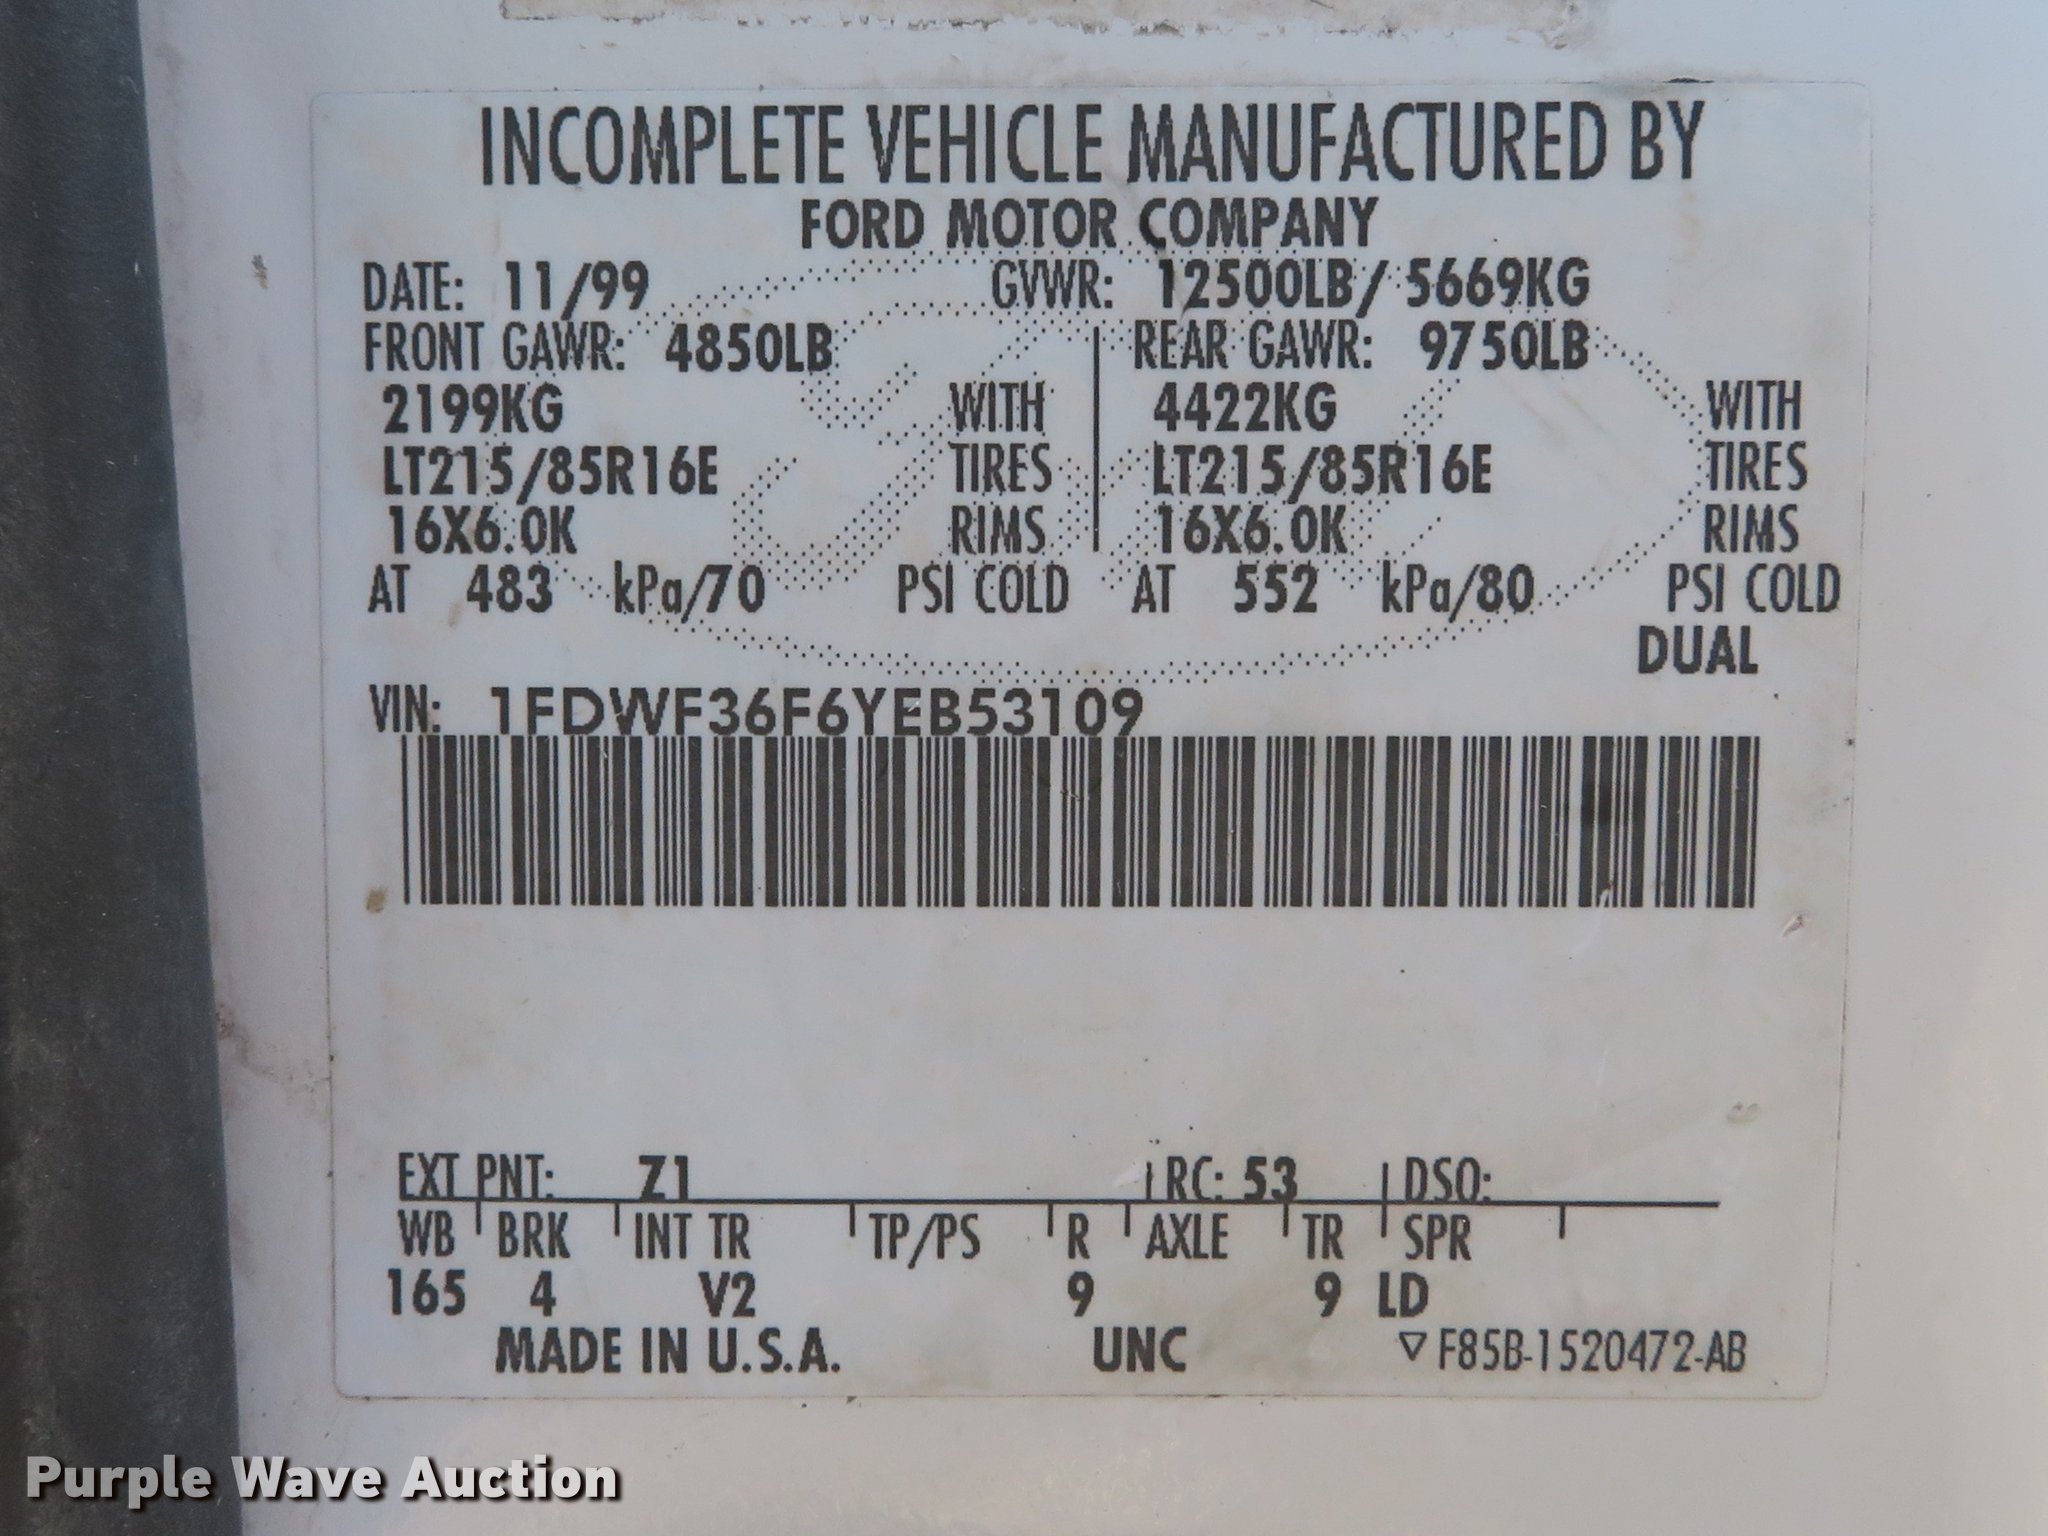 INCOMPLETE VEHICLE MANUFACTURED BY
FORD MOTOR COMPANY
DATE: 11/99 GVWR: 12500LB/ 5669KG
FRONT GAWR: 4850LB REAR GAWR: 9750LB
2199KG WITH 4422KG WITH
LT215/85R16E TIRES LT215/85R16E TIRES
16X6.0K RIMS 16X6.0K RIMS
AT 483 kPa/70 PSI COLD AT 552 kPa/80 PSI COLD
DUAL
VIN: 1FDWF36F6YEB53109
EXT PNT: Z1 RC: 53 DSO:
WB BRK INT TR TP/PS R AXLE TR SPR
165 4 V2 9 9 LD
MADE IN U.S.A. UNC F85B-1520472-AB
Purple Wave Auction